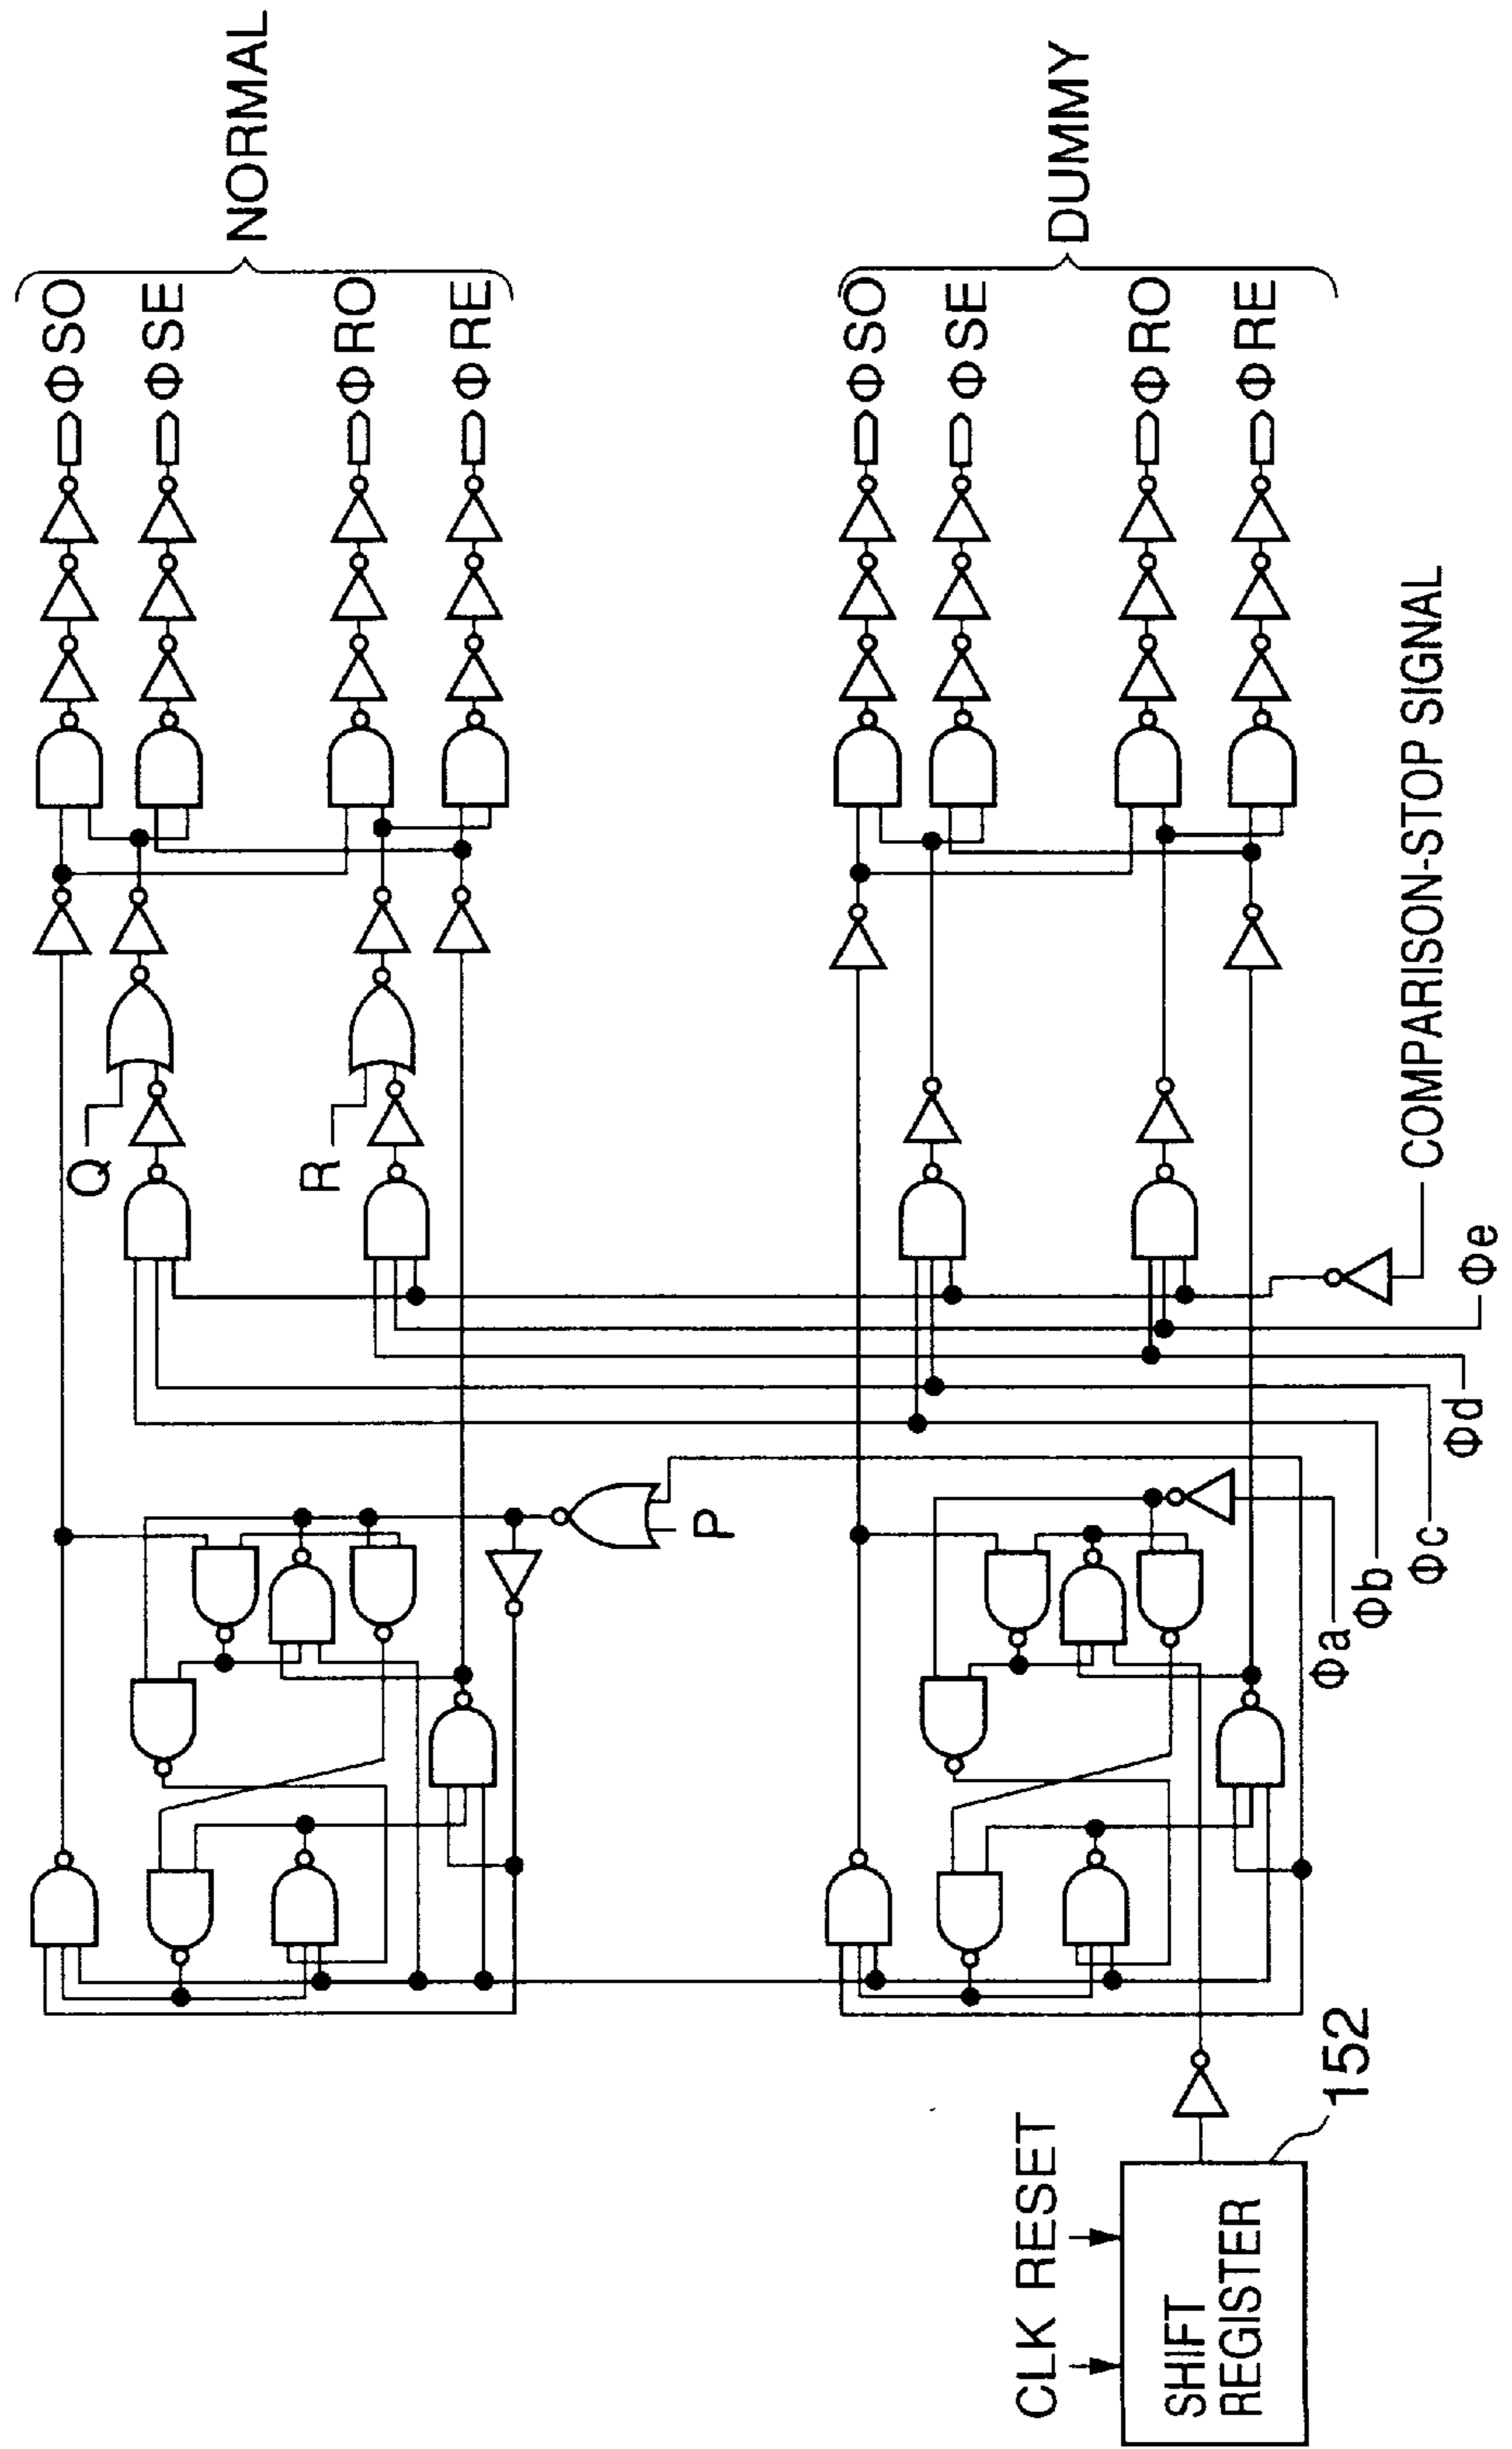 CLK RESET
SHIFT
REGISTER
152
Φa
Φb
Φc
Φd
Φe
COMPARISON-STOP SIGNAL
P
Q
R
ΦSO
ΦSE
ΦRO
ΦRE
NORMAL
ΦSO
ΦSE
ΦRO
ΦRE
DUMMY